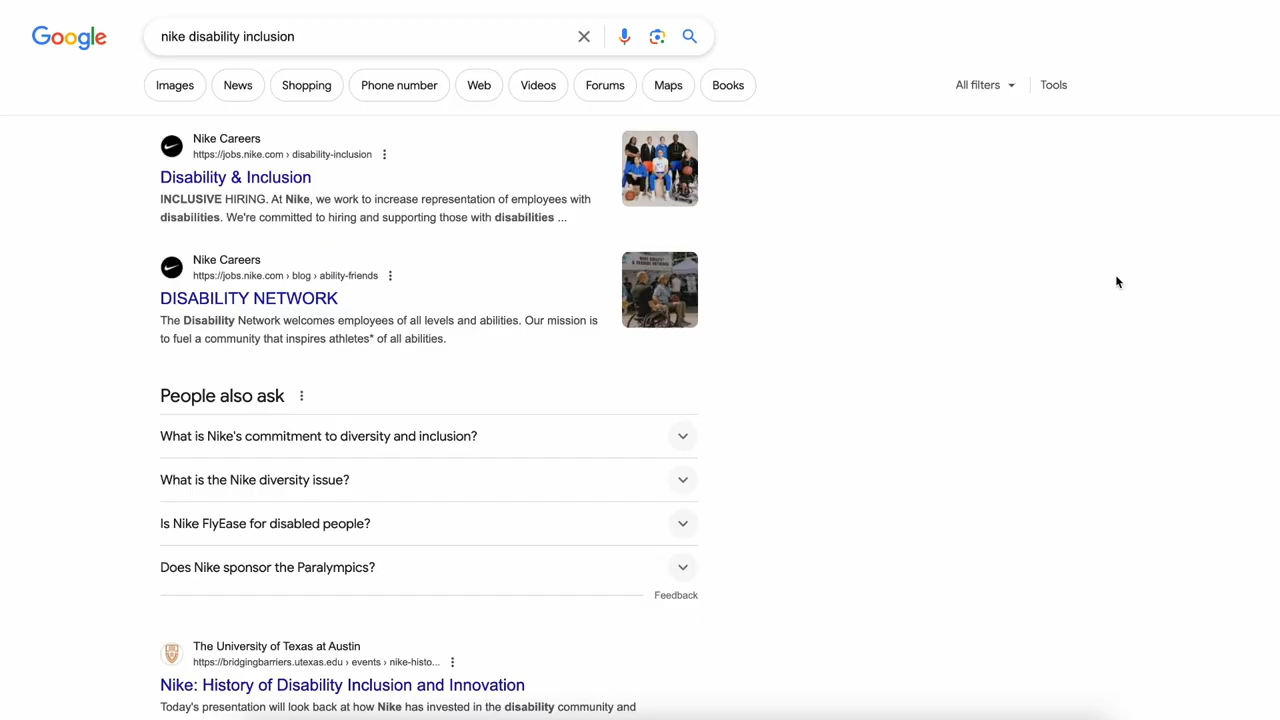 Google
nike disability inclusion
Images News Shopping Phone number Web Videos Forums Maps Books All filters Tools
Nike Careers
https://jobs.nike.com › disability-inclusion
Disability & Inclusion
INCLUSIVE HIRING. At Nike, we work to increase representation of employees with
disabilities. We're committed to hiring and supporting those with disabilities ...
Nike Careers
https://jobs.nike.com › blog › ability-friends
DISABILITY NETWORK
The Disability Network welcomes employees of all levels and abilities. Our mission is
to fuel a community that inspires athletes* of all abilities.
People also ask
What is Nike's commitment to diversity and inclusion?
What is the Nike diversity issue?
Is Nike FlyEase for disabled people?
Does Nike sponsor the Paralympics?
Feedback
The University of Texas at Austin
https://bridgingbarriers.utexas.edu › events › nike-histo...
Nike: History of Disability Inclusion and Innovation
Today's presentation will look back at how Nike has invested in the disability community and